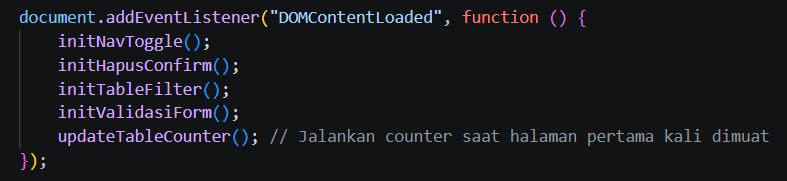 document.addEventListener("DOMContentLoaded", function () {
    initNavToggle();
    initHapusConfirm();
    initTableFilter();
    initValidasiForm();
    updateTableCounter(); // Jalankan counter saat halaman pertama kali dimuat
});